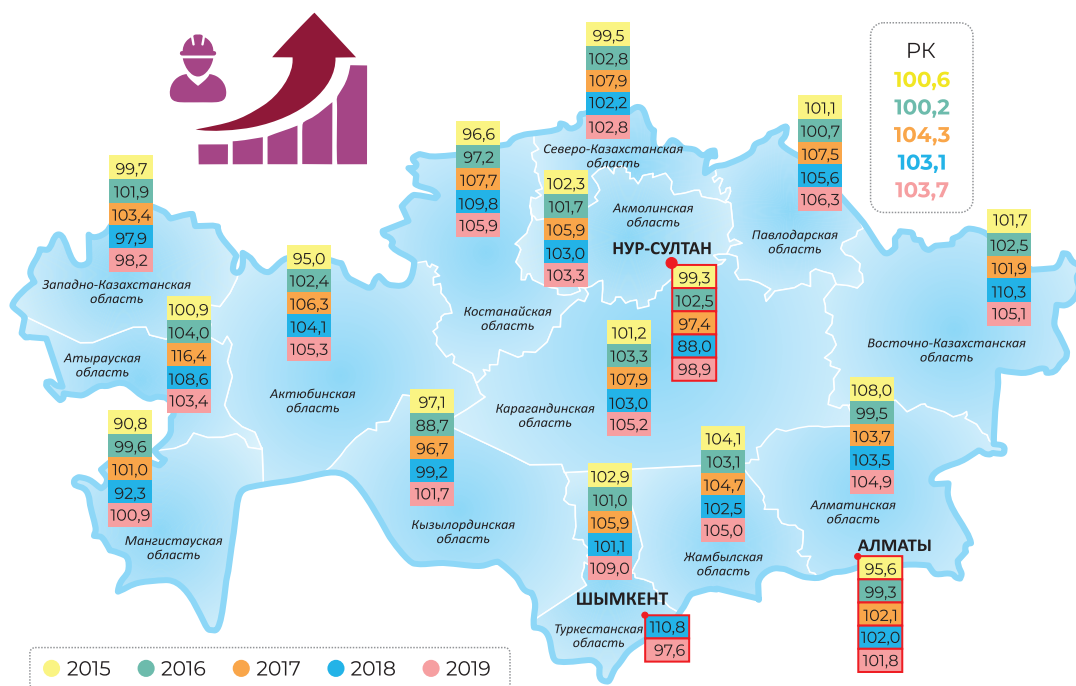 99,5
102,8
107,9
102,2
102,8
Северо-Казахстанская
область
РК
100,6
100,2
104,3
103,1
103,7
96,6
97,2
107,7
109,8
105,9
Костанайская
область
101,1
100,7
107,5
105,6
106,3
Павлодарская
область
99,7
101,9
103,4
97,9
98,2
Западно-Казахстанская
область
102,3
101,7
105,9
103,0
103,3
Акмолинская
область
НУР-СУЛТАН
99,3
102,5
97,4
88,0
98,9
101,7
102,5
101,9
110,3
105,1
Восточно-Казахстанская
область
95,0
102,4
106,3
104,1
105,3
Актюбинская
область
100,9
104,0
116,4
108,6
103,4
Атырауская
область
101,2
103,3
107,9
103,0
105,2
Карагандинская
область
90,8
99,6
101,0
92,3
100,9
Мангистауская
область
97,1
88,7
96,7
99,2
101,7
Кызылординская
область
108,0
99,5
103,7
103,5
104,9
Алматинская
область
104,1
103,1
104,7
102,5
105,0
Жамбылская
область
102,9
101,0
105,9
101,1
109,0
ШЫМКЕНТ
Туркестанская
область
110,8
97,6
АЛМАТЫ
95,6
99,3
102,1
102,0
101,8
2015 2016 2017 2018 2019